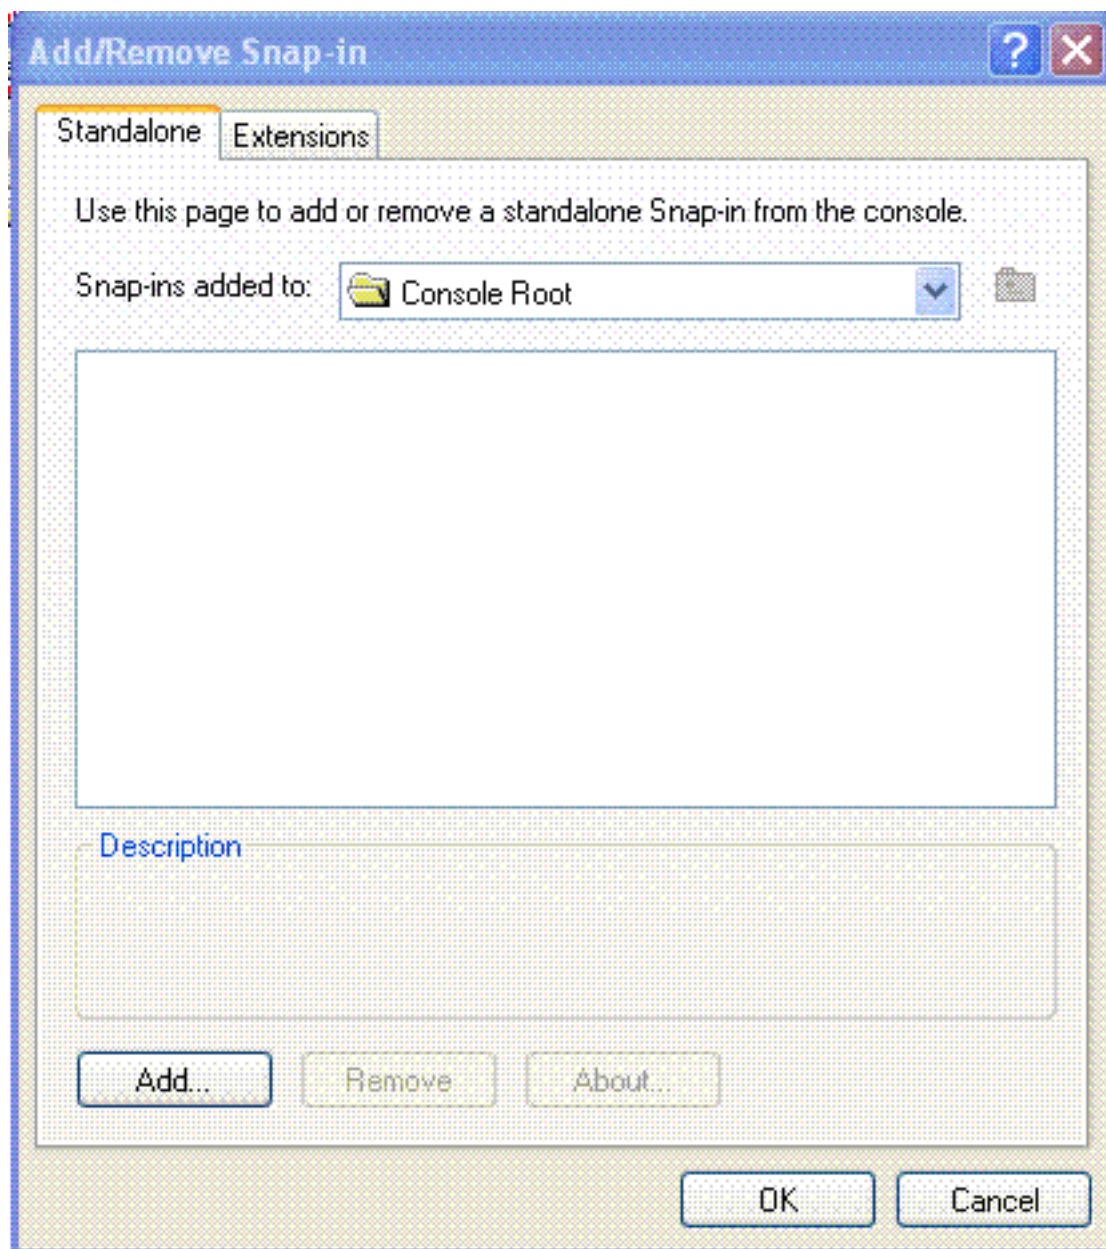 Add/Remove Snap-in
Standalone
Extensions
Use this page to add or remove a standalone Snap-in from the console.
Snap-ins added to:
Console Root
Description
Add...
Remove
About...
OK
Cancel